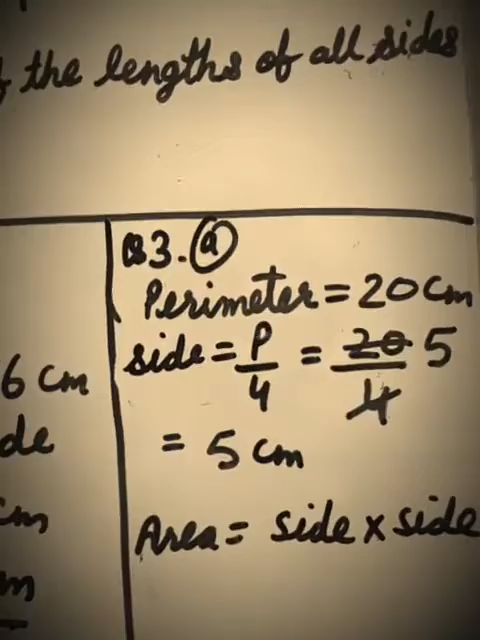 the lengths of all sides
Q3. (a)
Perimeter = 20 cm
side = P/4 = 20/4 5
= 5 cm
Area = side x side
6 cm
de
cm
m